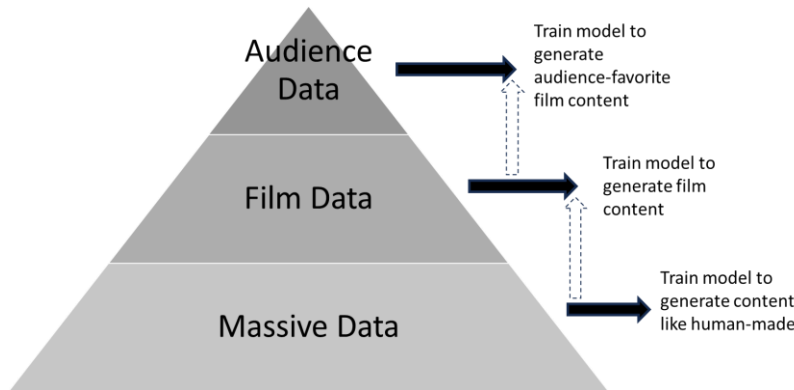 Audience
Data
Train model to
generate
audience-favorite
film content
Film Data
Train model to
generate film
content
Massive Data
Train model to
generate content
like human-made